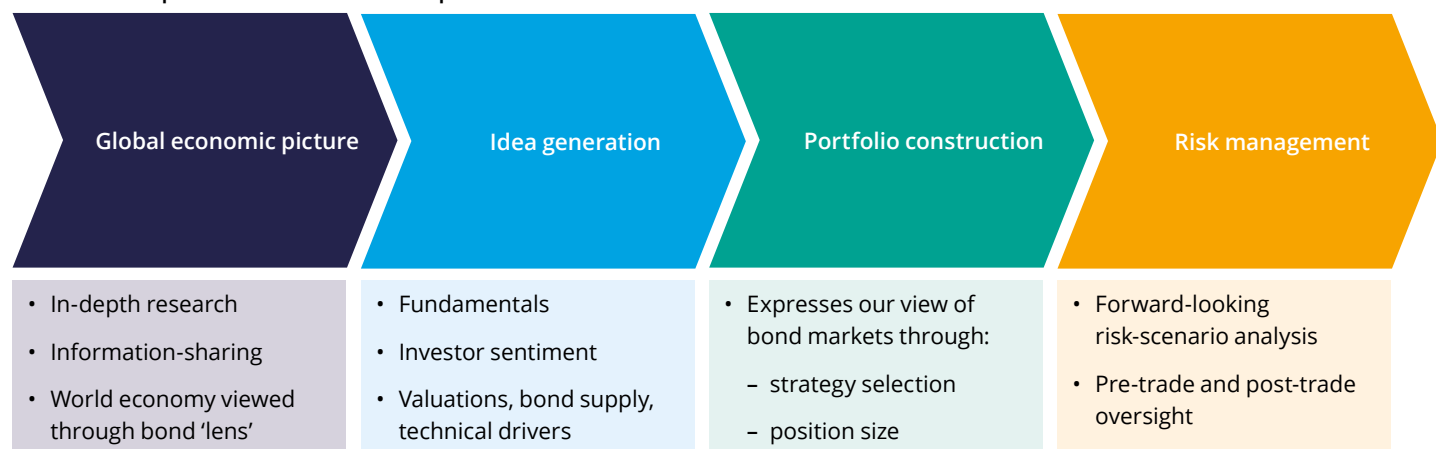 Global economic picture
Idea generation
Portfolio construction
Risk management
• In-depth research
• Information-sharing
• World economy viewed
through bond ‘lens’
• Fundamentals
• Investor sentiment
• Valuations, bond supply,
technical drivers
• Expresses our view of
bond markets through:
– strategy selection
– position size
• Forward-looking
risk-scenario analysis
• Pre-trade and post-trade
oversight